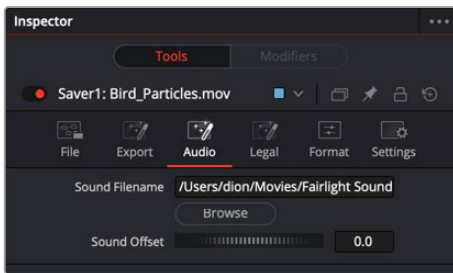 Inspector
Tools Modifiers
Saver1: Bird_Particles.mov
File Export Audio Legal Format Settings
Sound Filename /Users/dion/Movies/Fairlight Sound
Browse
Sound Offset 0.0